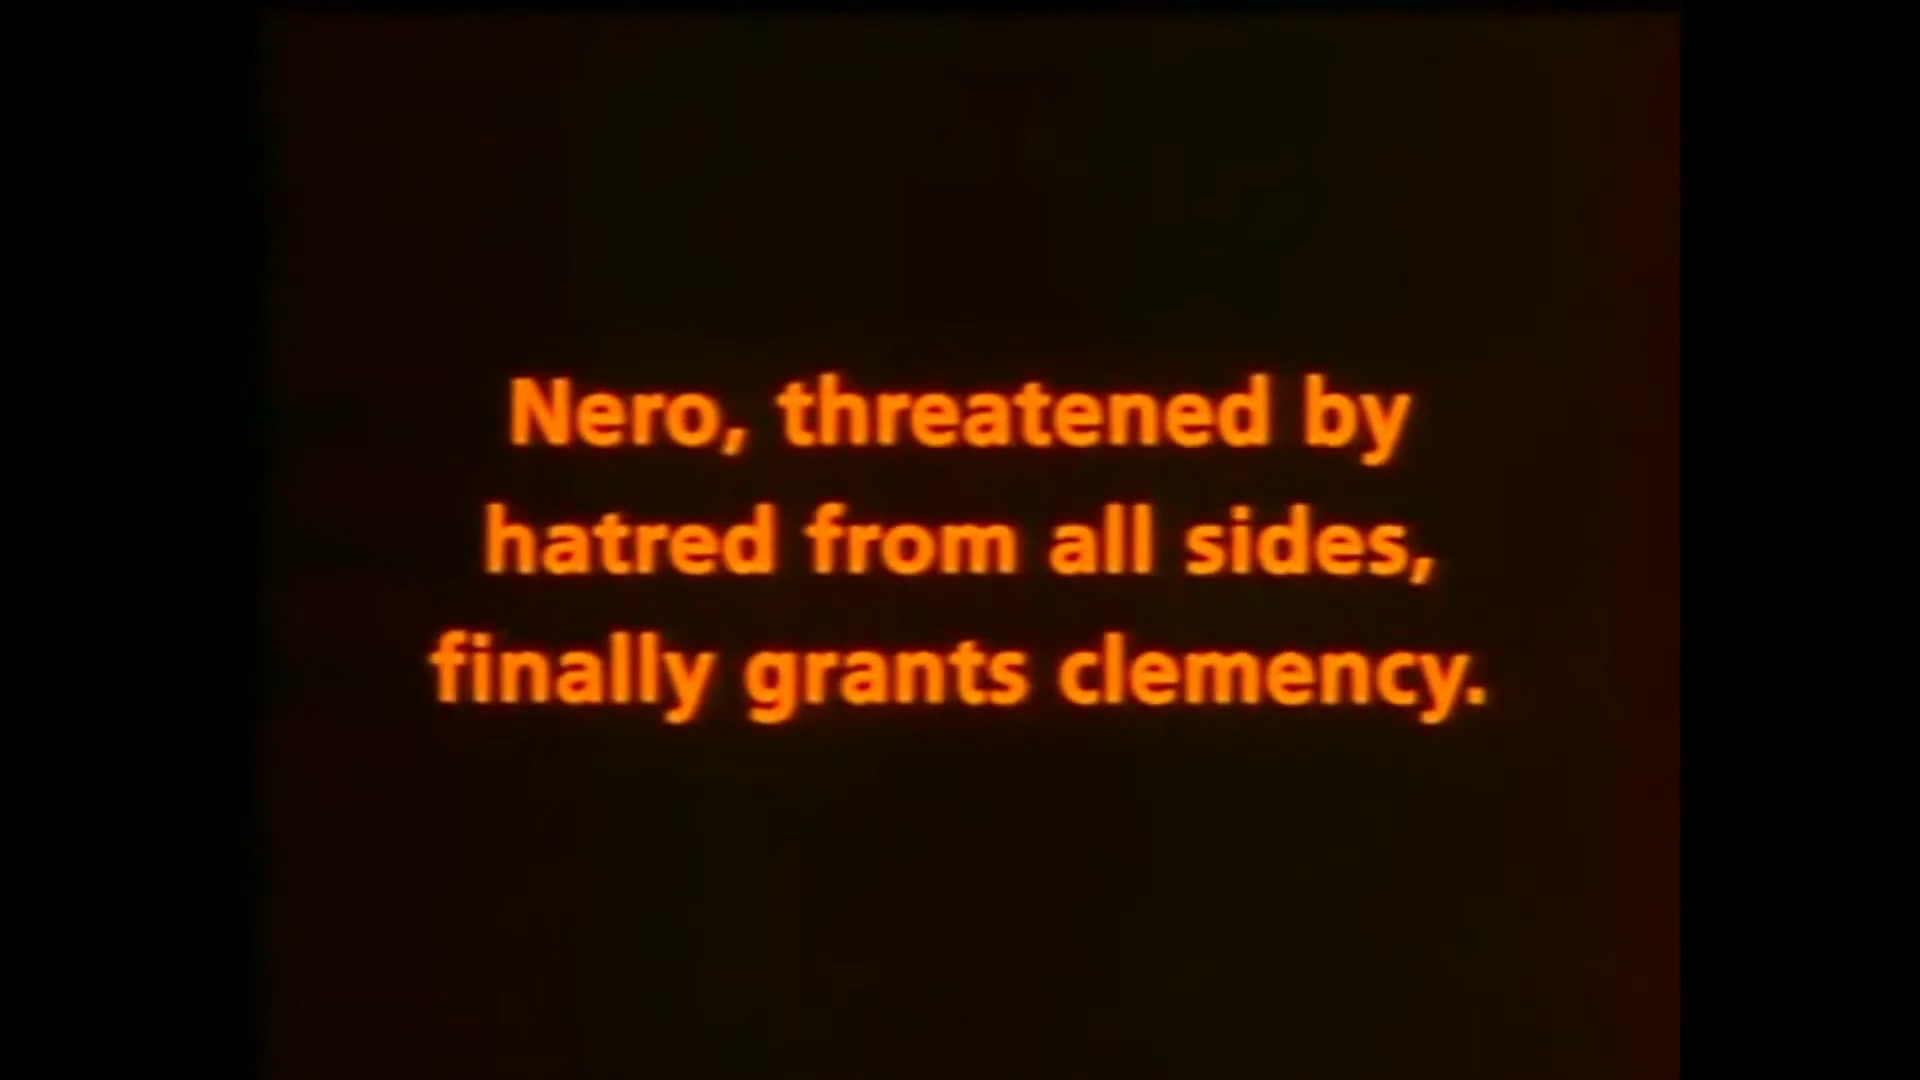 Nero, threatened by
hatred from all sides,
finally grants clemency.